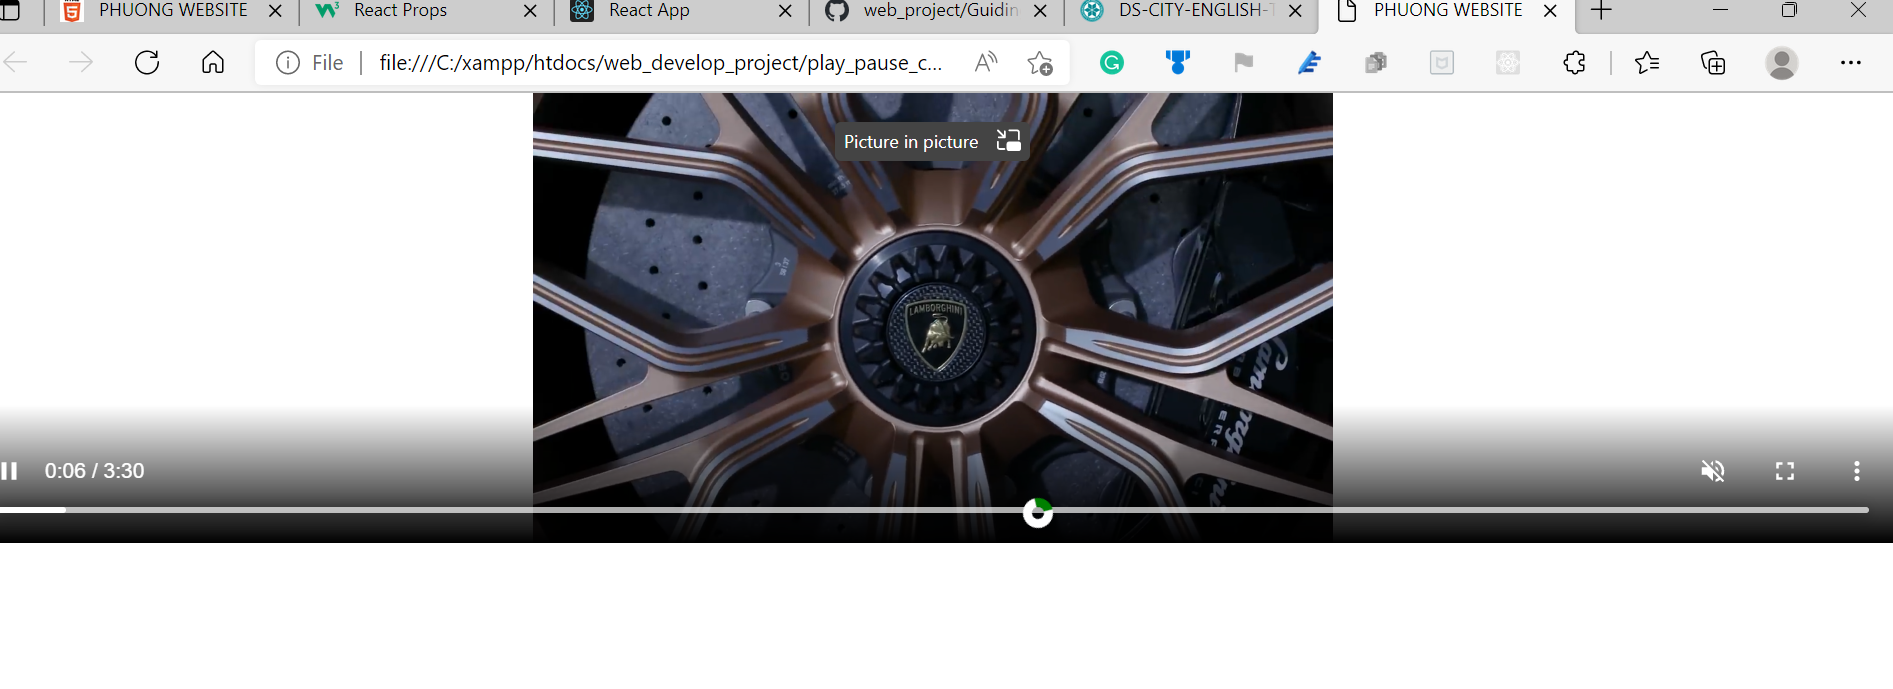 PHUONG WEBSITE
React Props
React App
web_project/Guidin
DS-CITY-ENGLISH-T
PHUONG WEBSITE
File
file:///C:/xampp/htdocs/web_develop_project/play_pause_c...
Picture in picture
LAMBORGHINI
0:06 / 3:30